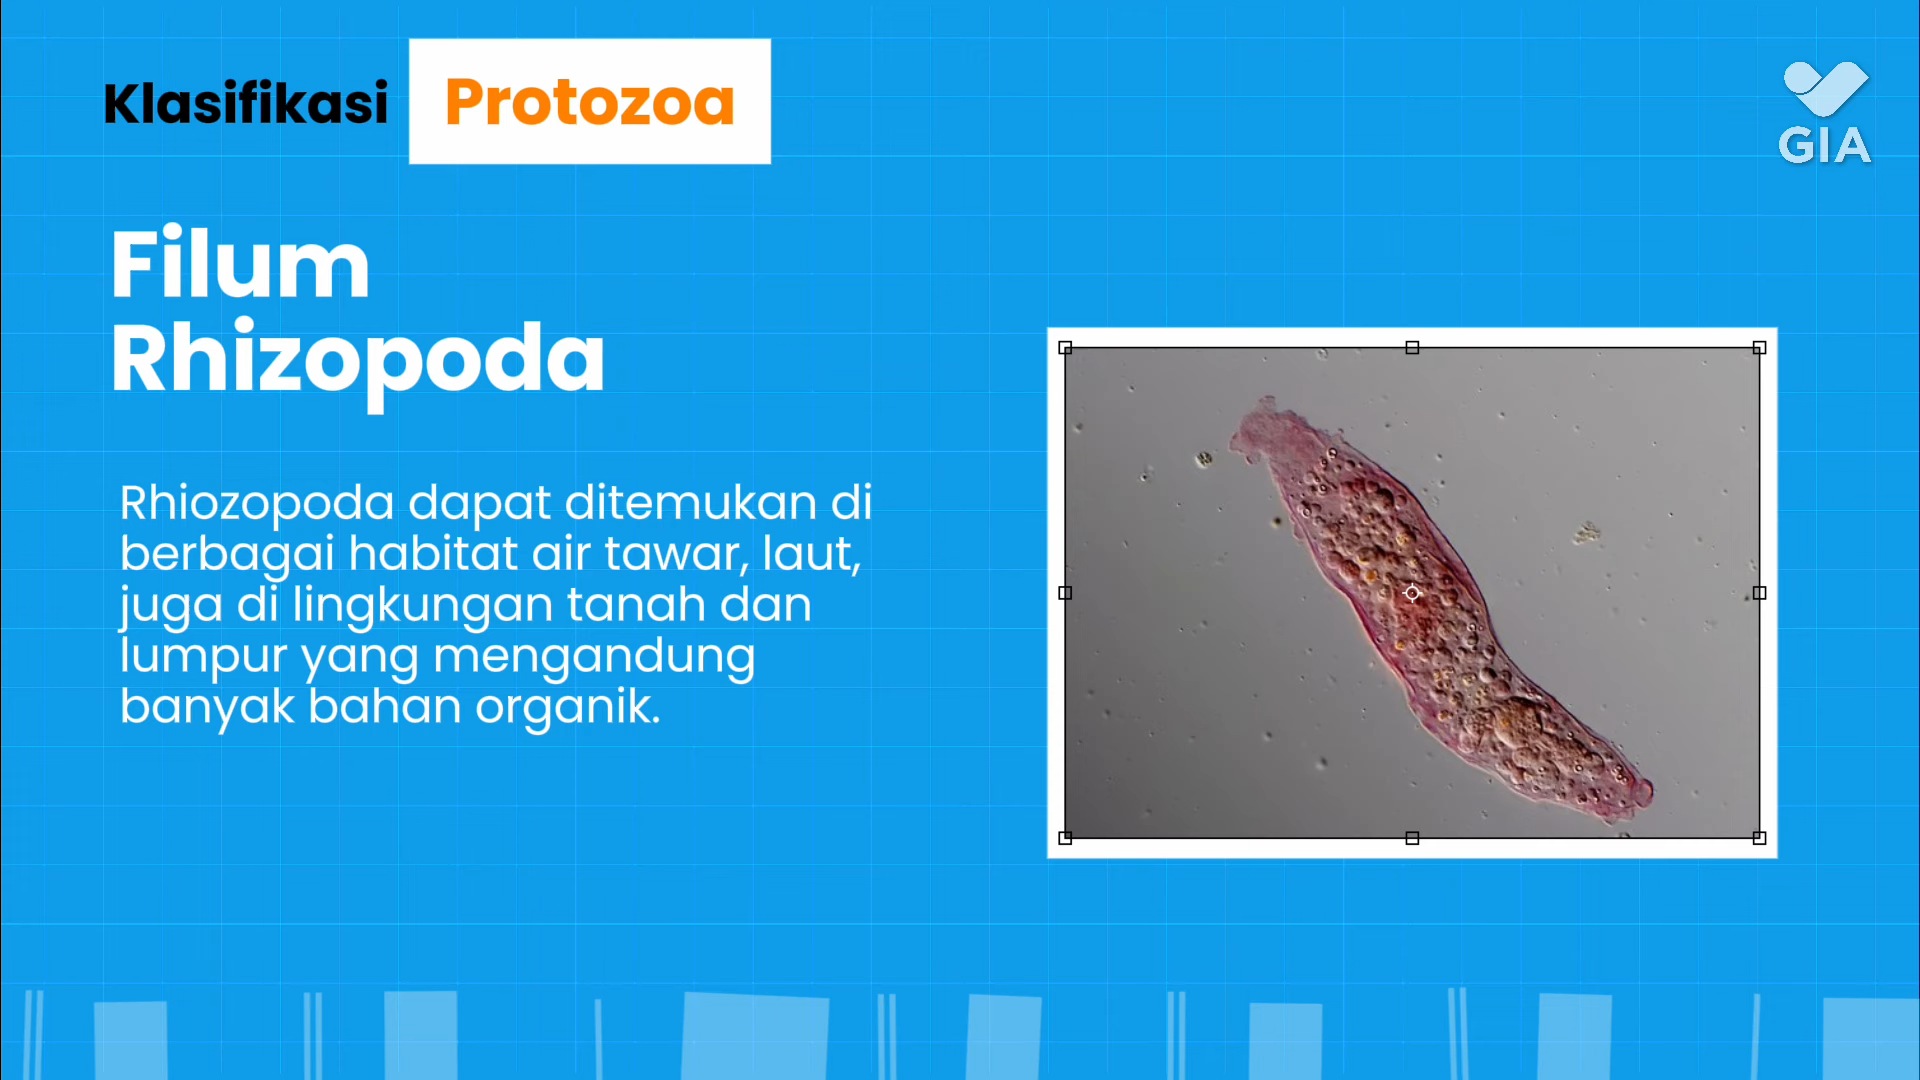 Klasifikasi Protozoa
GIA
Filum
Rhizopoda
Rhiozopoda dapat ditemukan di
berbagai habitat air tawar, laut,
juga di lingkungan tanah dan
lumpur yang mengandung
banyak bahan organik.